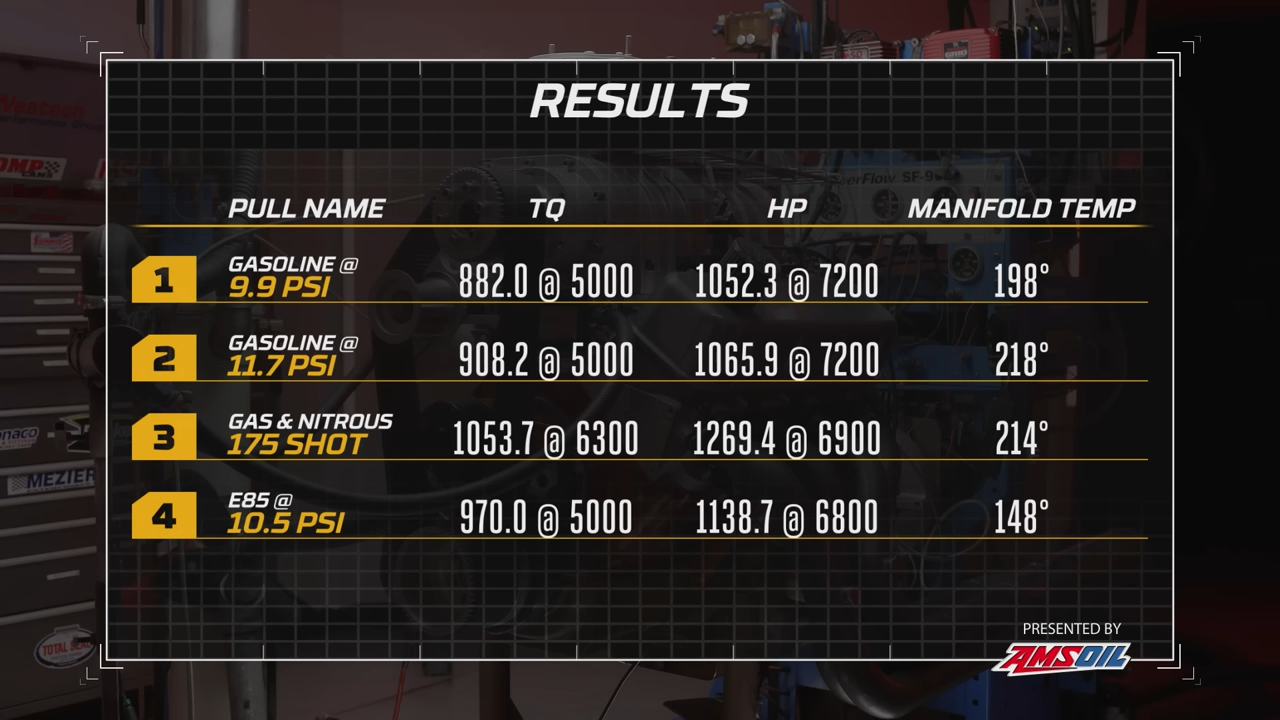 RESULTS
PULL NAME TQ HP MANIFOLD TEMP
1 GASOLINE @ 9.9 PSI 882.0 @ 5000 1052.3 @ 7200 198°
2 GASOLINE @ 11.7 PSI 908.2 @ 5000 1065.9 @ 7200 218°
3 GAS & NITROUS 175 SHOT 1053.7 @ 6300 1269.4 @ 6900 214°
4 E85 @ 10.5 PSI 970.0 @ 5000 1138.7 @ 6800 148°
MEZIER
PRESENTED BY
AMSOIL